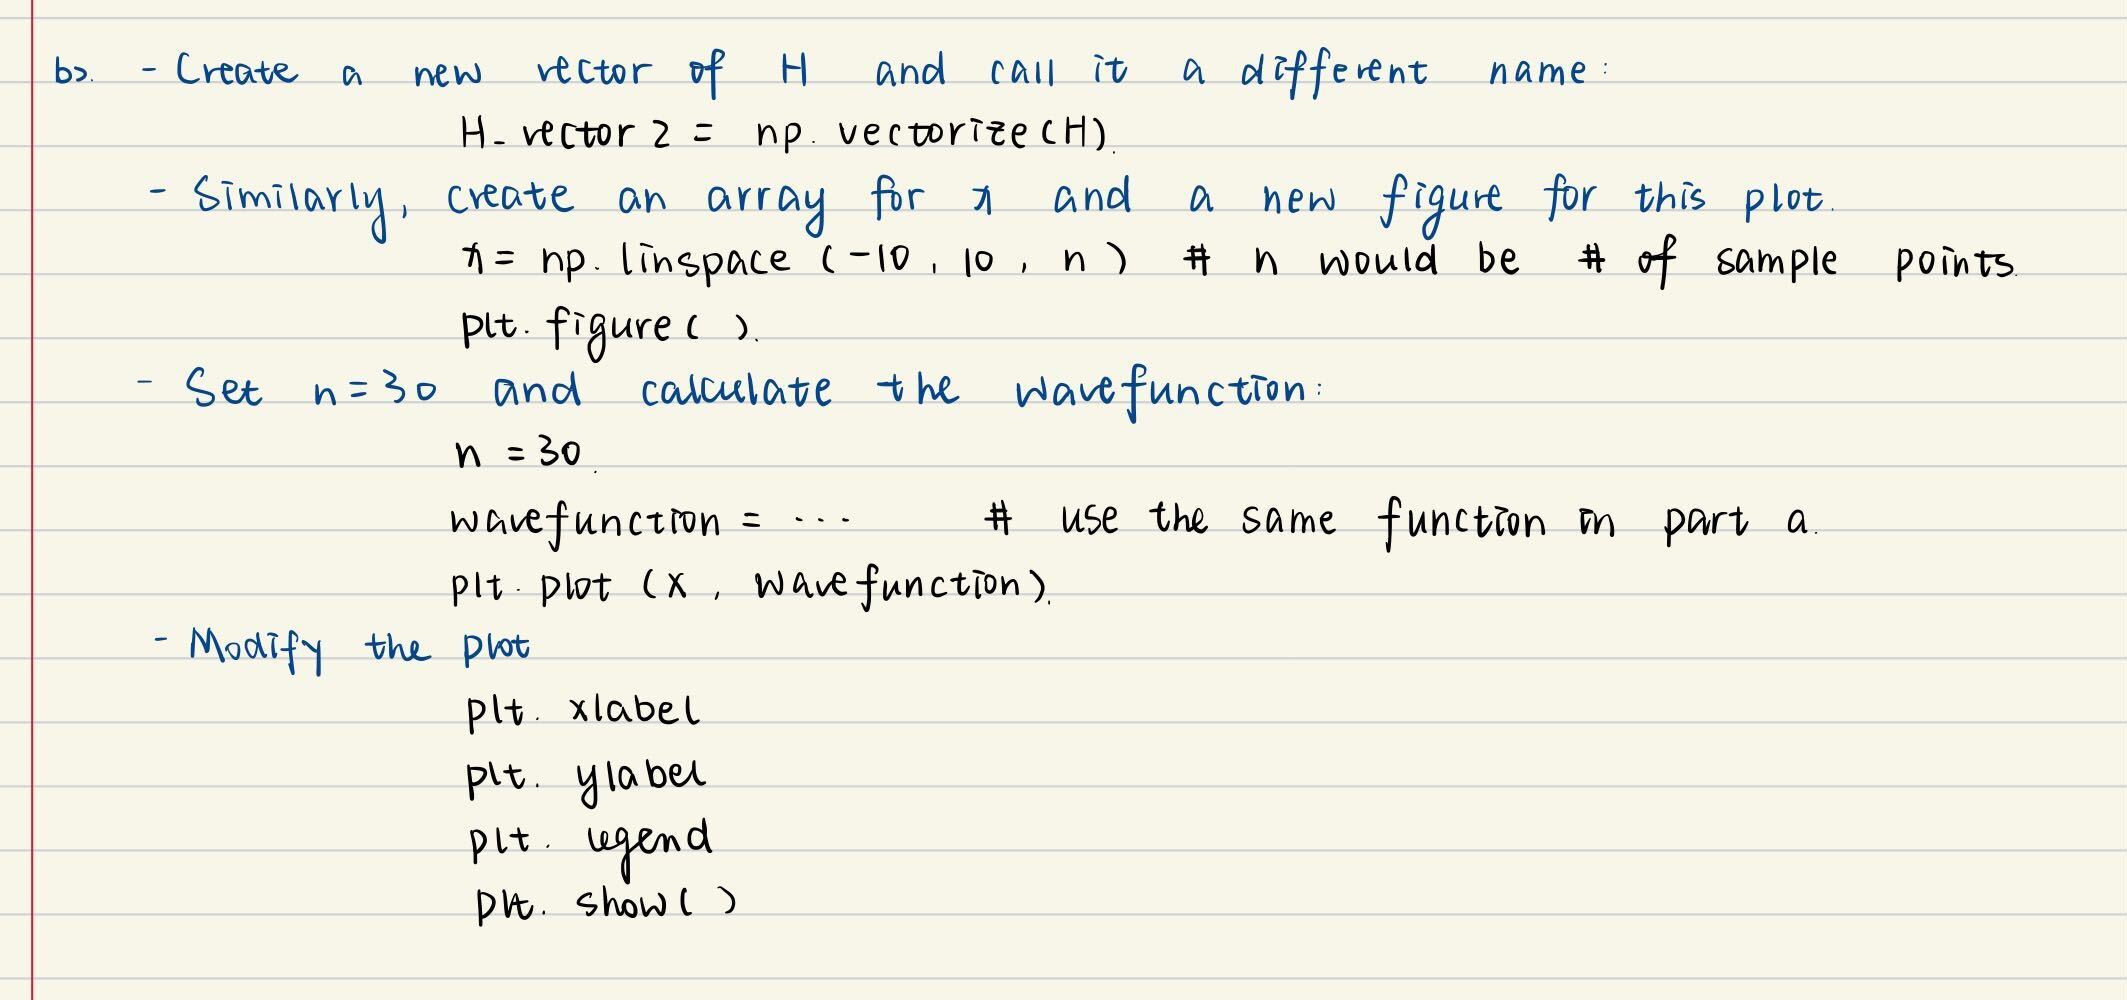 b). - Create a new vector of H and call it a different name:
H_vector2 = np.vectorize(H).
- Similarly, create an array for x and a new figure for this plot.
x = np.linspace(-10, 10, n) # n would be # of sample points.
plt.figure( ).
- Set n=30 and calculate the wavefunction:
n = 30.
wavefunction = ... # use the same function in part a.
plt.plot (x, wavefunction).
- Modify the plot
plt.xlabel
plt.ylabel
plt.legend
plt.show( )